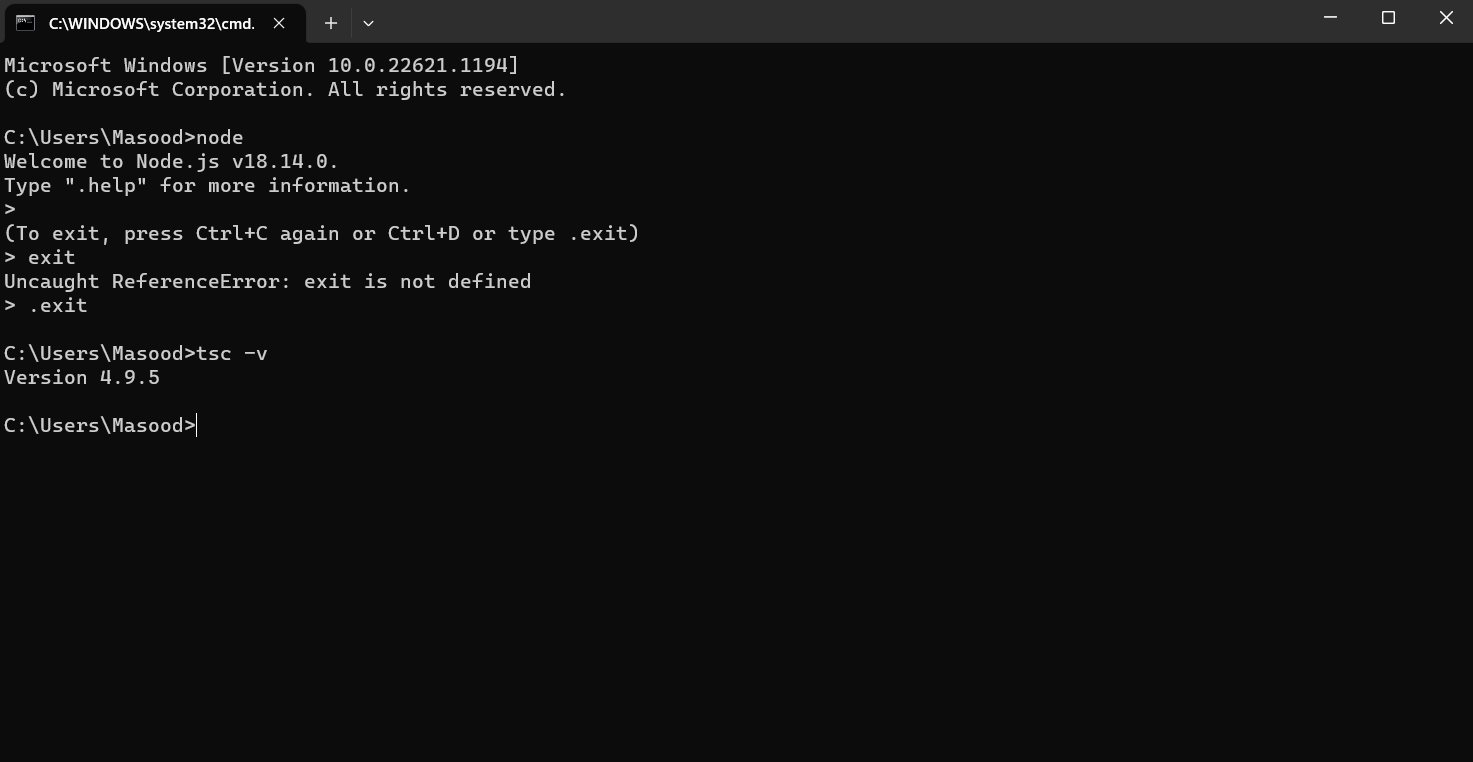 C:\WINDOWS\system32\cmd.
Microsoft Windows [Version 10.0.22621.1194]
(c) Microsoft Corporation. All rights reserved.
C:\Users\Masood>node
Welcome to Node.js v18.14.0.
Type ".help" for more information.
>
(To exit, press Ctrl+C again or Ctrl+D or type .exit)
> exit
Uncaught ReferenceError: exit is not defined
> .exit
C:\Users\Masood>tsc -v
Version 4.9.5
C:\Users\Masood>